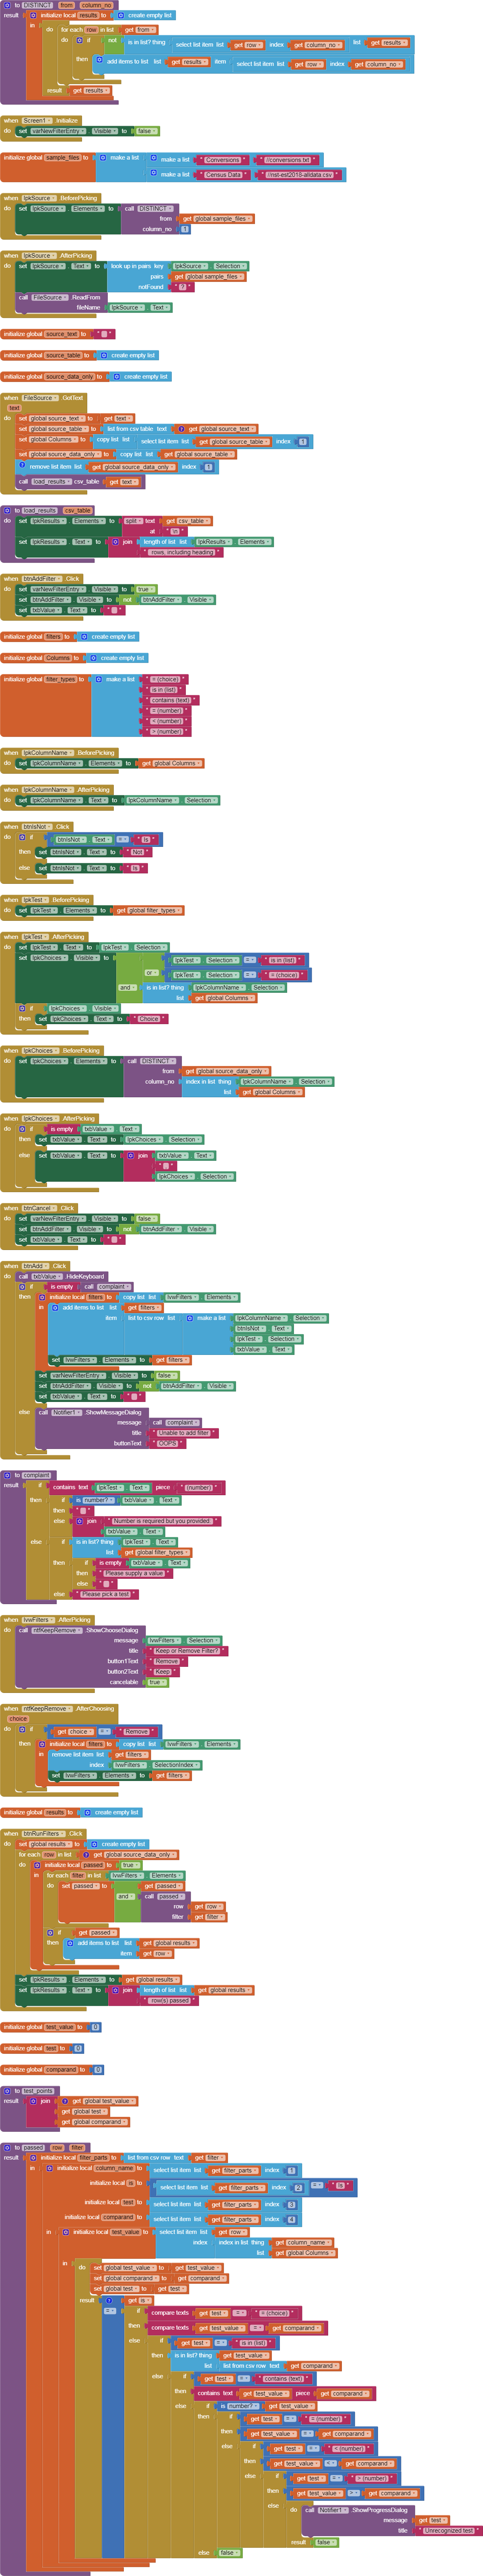 to DISTINCT from column_no
result initialize local results to create empty list
in do for each row in list get from
do if not is in list? thing select list item list get row index get column_no list get results
then add items to list list get results item select list item list get row index get column_no
result get results
when Screen1 .Initialize
do set varNewFilterEntry . Visible to false
initialize global sample_files to make a list make a list " Conversions " " //conversions.txt "
make a list " Census Data " " //nst-est2018-alldata.csv "
when lpkSource .BeforePicking
do set lpkSource . Elements to call DISTINCT
from get global sample_files
column_no 1
when lpkSource .AfterPicking
do set lpkSource . Text to look up in pairs key lpkSource . Selection
pairs get global sample_files
notFound " ? "
call FileSource .ReadFrom
fileName lpkSource . Text
initialize global source_text to " "
initialize global source_table to create empty list
initialize global source_data_only to create empty list
when FileSource .GotText
text
do set global source_text to get text
set global source_table to list from csv table text get global source_text
set global Columns to copy list list select list item list get global source_table index 1
set global source_data_only to copy list list get global source_table
remove list item list get global source_data_only index 1
call load_results csv_table get text
to load_results csv_table
do set lpkResults . Elements to split text get csv_table
at " \n "
set lpkResults . Text to join length of list list lpkResults . Elements
" rows, including heading "
when btnAddFilter .Click
do set varNewFilterEntry . Visible to true
set btnAddFilter . Visible to not btnAddFilter . Visible
set txbValue . Text to " "
initialize global filters to create empty list
initialize global Columns to create empty list
initialize global filter_types to make a list " = (choice) "
" is in (list) "
" contains (text) "
" = (number) "
" < (number) "
" > (number) "
when lpkColumnName .BeforePicking
do set lpkColumnName . Elements to get global Columns
when lpkColumnName .AfterPicking
do set lpkColumnName . Text to lpkColumnName . Selection
when btnIsNot .Click
do if btnIsNot . Text = " Is "
then set btnIsNot . Text to " Not "
else set btnIsNot . Text to " Is "
when lpkTest .BeforePicking
do set lpkTest . Elements to get global filter_types
when lpkTest .AfterPicking
do set lpkTest . Text to lpkTest . Selection
set lpkChoices . Visible to lpkTest . Selection = " is in (list) "
or lpkTest . Selection = " = (choice) "
and is in list? thing lpkColumnName . Selection
list get global Columns
if lpkChoices . Visible
then set lpkChoices . Text to " Choice "
when lpkChoices .BeforePicking
do set lpkChoices . Elements to call DISTINCT
from get global source_data_only
column_no index in list thing lpkColumnName . Selection
list get global Columns
when lpkChoices .AfterPicking
do if is empty txbValue . Text
then set txbValue . Text to lpkChoices . Selection
else set txbValue . Text to join txbValue . Text
" "
lpkChoices . Selection
when btnCancel .Click
do set varNewFilterEntry . Visible to false
set btnAddFilter . Visible to not btnAddFilter . Visible
set txbValue . Text to " "
when btnAdd .Click
do call txbValue .HideKeyboard
if is empty call complaint
then initialize local filters to copy list list lvwFilters . Elements
in add items to list list get filters
item list to csv row list make a list lpkColumnName . Selection
btnIsNot . Text
lpkTest . Selection
txbValue . Text
set lvwFilters . Elements to get filters
set varNewFilterEntry . Visible to false
set btnAddFilter . Visible to not btnAddFilter . Visible
set txbValue . Text to " "
else call Notifier1 .ShowMessageDialog
message call complaint
title " Unable to add filter "
buttonText " OOPS "
to complaint
result if contains text lpkTest . Text piece " (number) "
then if is number? txbValue . Text
then " "
else join " Number is required but you provided: "
txbValue . Text
else if is in list? thing lpkTest . Text
list get global filter_types
then if is empty txbValue . Text
then " Please supply a value "
else " "
else " Please pick a test "
when lvwFilters .AfterPicking
do call ntfKeepRemove .ShowChooseDialog
message lvwFilters . Selection
title " Keep or Remove Filter? "
button1Text " Remove "
button2Text " Keep "
cancelable true
when ntfKeepRemove .AfterChoosing
choice
do if get choice = " Remove "
then initialize local filters to copy list list lvwFilters . Elements
in remove list item list get filters
index lvwFilters . SelectionIndex
set lvwFilters . Elements to get filters
initialize global results to create empty list
when btnRunFilters .Click
do set global results to create empty list
for each row in list get global source_data_only
do initialize local passed to true
in for each filter in list lvwFilters . Elements
do set passed to get passed
and call passed
row get row
filter get filter
if get passed
then add items to list list get global results
item get row
set lpkResults . Elements to get global results
set lpkResults . Text to join length of list list get global results
" row(s) passed "
initialize global test_value to 0
initialize global test to 0
initialize global comparand to 0
to test_points
result join get global test_value
get global test
get global comparand
to passed row filter
result initialize local filter_parts to list from csv row text get filter
in initialize local column_name to select list item list get filter_parts index 1
initialize local is to select list item list get filter_parts index 2 = " Is "
initialize local test to select list item list get filter_parts index 3
initialize local comparand to select list item list get filter_parts index 4
in initialize local test_value to select list item list get row
index index in list thing get column_name
list get global Columns
in do set global test_value to get test_value
set global comparand to get comparand
set global test to get test
result get is
= if compare texts get test = " = (choice) "
then compare texts get test_value = get comparand
else if get test = " is in (list) "
then is in list? thing get test_value
list list from csv row text get comparand
else if get test = " contains (text) "
then contains text get test_value piece get comparand
else if is number? get test_value
then if get test = " = (number) "
then get test_value = get comparand
else if get test = " < (number) "
then get test_value < get comparand
else if get test = " > (number) "
then get test_value > get comparand
else do call Notifier1 .ShowProgressDialog
message get test
title " Unrecognized test "
result false
else false